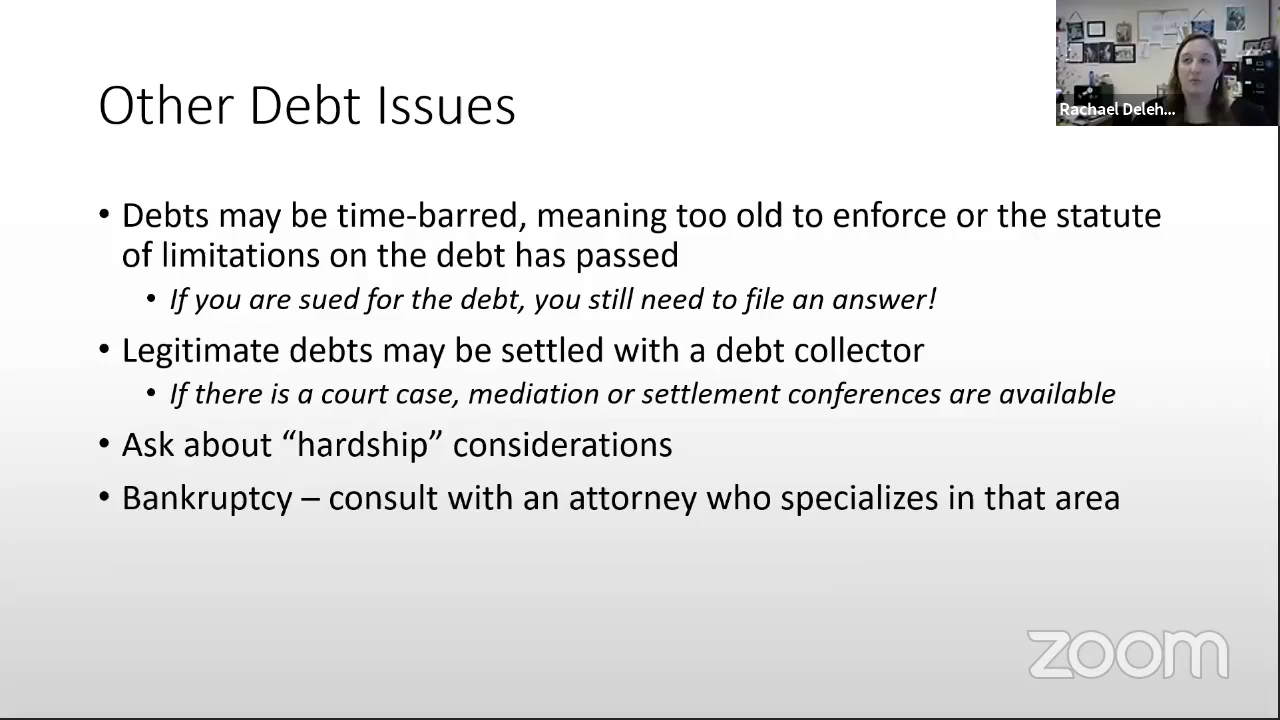 Other Debt Issues
Rachael Deleh...
• Debts may be time-barred, meaning too old to enforce or the statute
of limitations on the debt has passed
• If you are sued for the debt, you still need to file an answer!
• Legitimate debts may be settled with a debt collector
• If there is a court case, mediation or settlement conferences are available
• Ask about “hardship” considerations
• Bankruptcy – consult with an attorney who specializes in that area
zoom